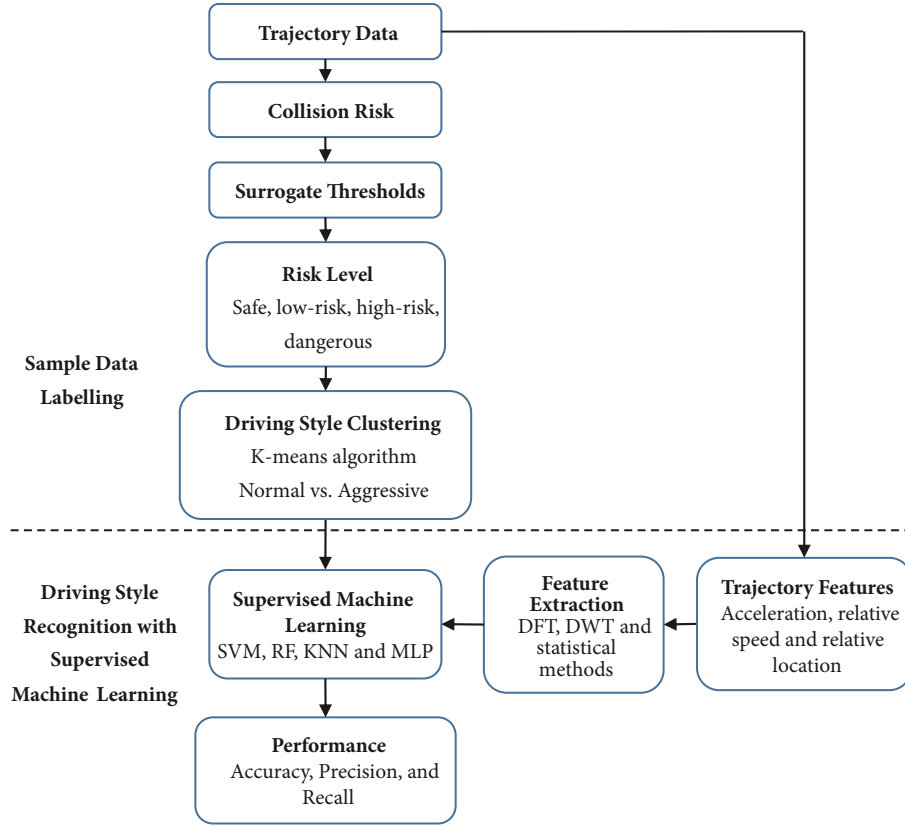 Trajectory Data
Collision Risk
Surrogate Thresholds
Risk Level
Safe, low-risk, high-risk,
dangerous
Sample Data
Labelling
Driving Style Clustering
K-means algorithm
Normal vs. Aggressive
Driving Style
Recognition with
Supervised
Machine Learning
Supervised Machine
Learning
SVM, RF, KNN and MLP
Feature
Extraction
DFT, DWT and
statistical
methods
Trajectory Features
Acceleration, relative
speed and relative
location
Performance
Accuracy, Precision, and
Recall